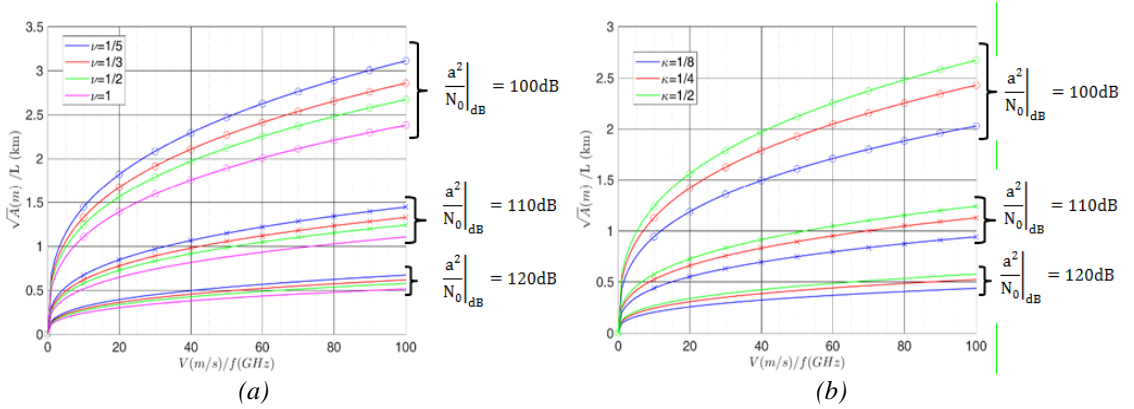 3.5
3
2.5
2
1.5
1
0.5
0
ν=1/5
ν=1/3
ν=1/2
ν=1
√A(m) /L (km)
0 20 40 60 80 100
V(m/s)/f(GHz)
a²/N₀|dB = 100dB
a²/N₀|dB = 110dB
a²/N₀|dB = 120dB
(a)
3
2.5
2
1.5
1
0.5
0
κ=1/8
κ=1/4
κ=1/2
√A(m) /L (km)
0 20 40 60 80 100
V(m/s)/f(GHz)
a²/N₀|dB = 100dB
a²/N₀|dB = 110dB
a²/N₀|dB = 120dB
(b)